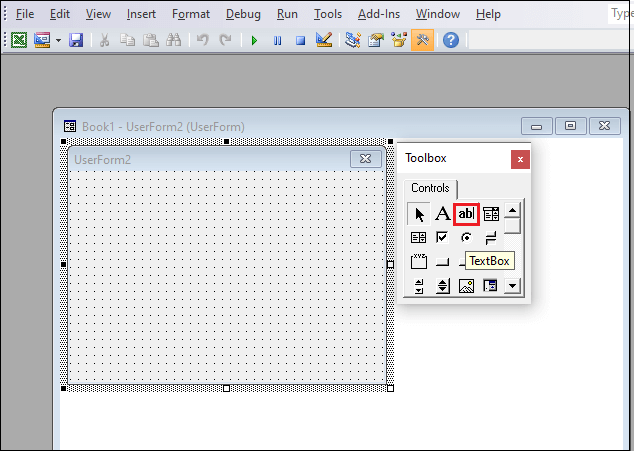 File Edit View Insert Format Debug Run Tools Add-Ins Window Help Type
Book1 - UserForm2 (UserForm)
UserForm2
Toolbox
Controls
A ab|
XYZ
TextBox